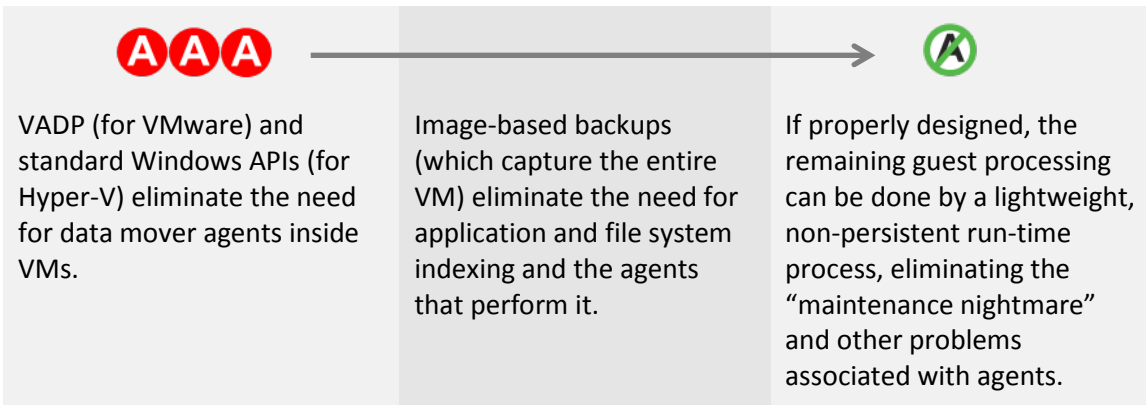 AAA
A
VADP (for VMware) and
standard Windows APIs (for
Hyper-V) eliminate the need
for data mover agents inside
VMs.
Image-based backups
(which capture the entire
VM) eliminate the need for
application and file system
indexing and the agents
that perform it.
If properly designed, the
remaining guest processing
can be done by a lightweight,
non-persistent run-time
process, eliminating the
“maintenance nightmare”
and other problems
associated with agents.